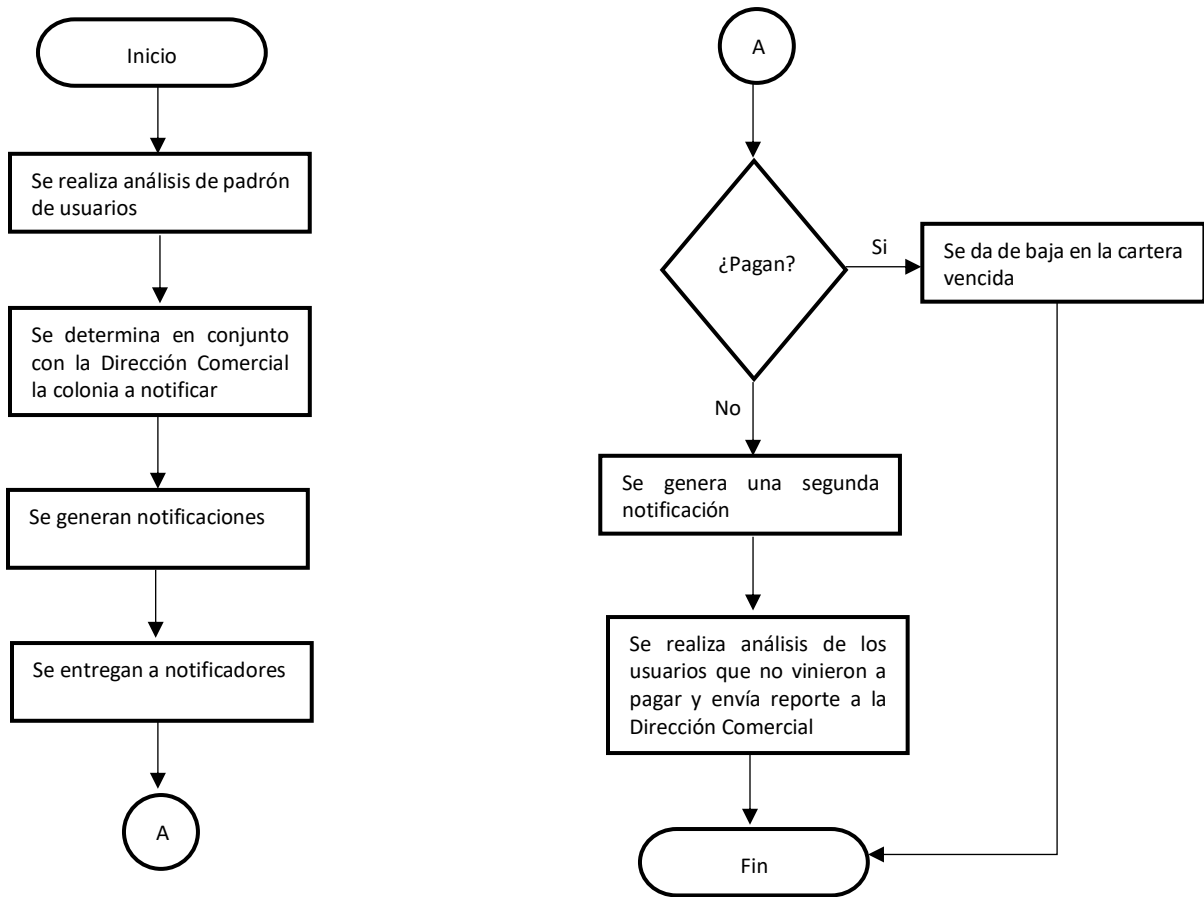 Inicio
Se realiza análisis de padrón
de usuarios
Se determina en conjunto
con la Dirección Comercial
la colonia a notificar
Se generan notificaciones
Se entregan a notificadores
A
A
¿Pagan?
Si
Se da de baja en la cartera
vencida
No
Se genera una segunda
notificación
Se realiza análisis de los
usuarios que no vinieron a
pagar y envía reporte a la
Dirección Comercial
Fin